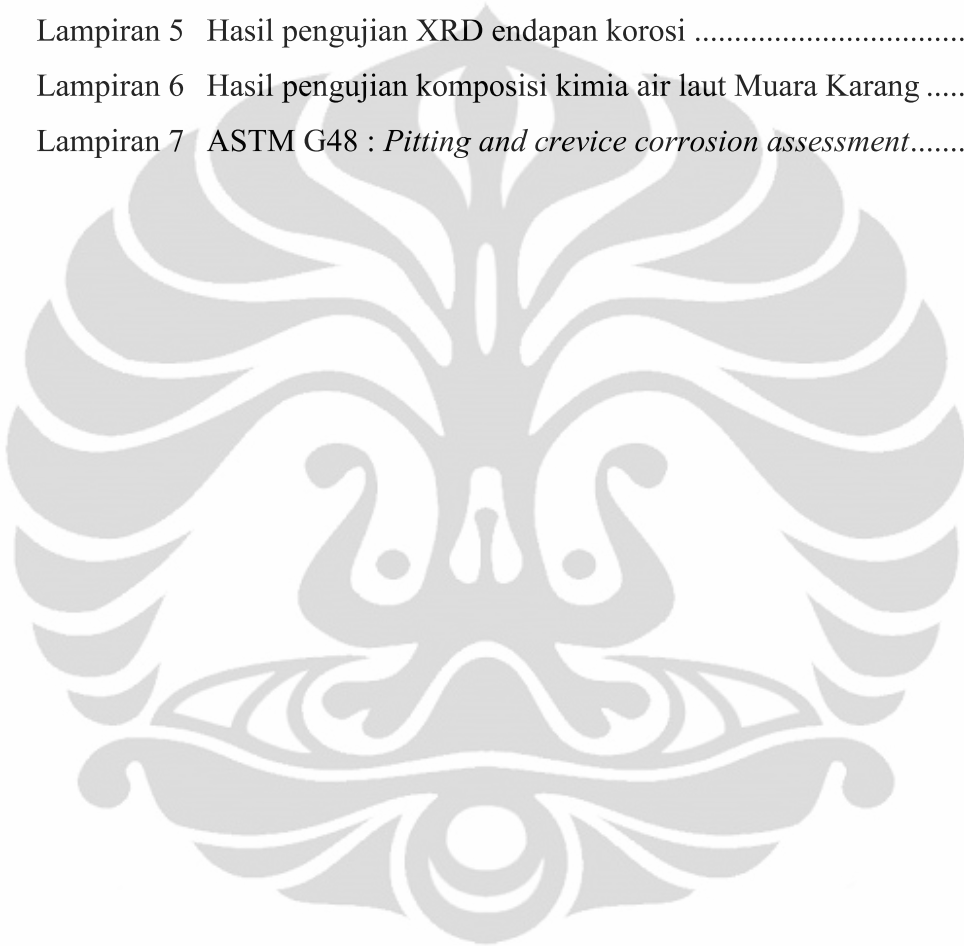 Lampiran 5 Hasil pengujian XRD endapan korosi ..................................
Lampiran 6 Hasil pengujian komposisi kimia air laut Muara Karang .....
Lampiran 7 ASTM G48 : Pitting and crevice corrosion assessment.......